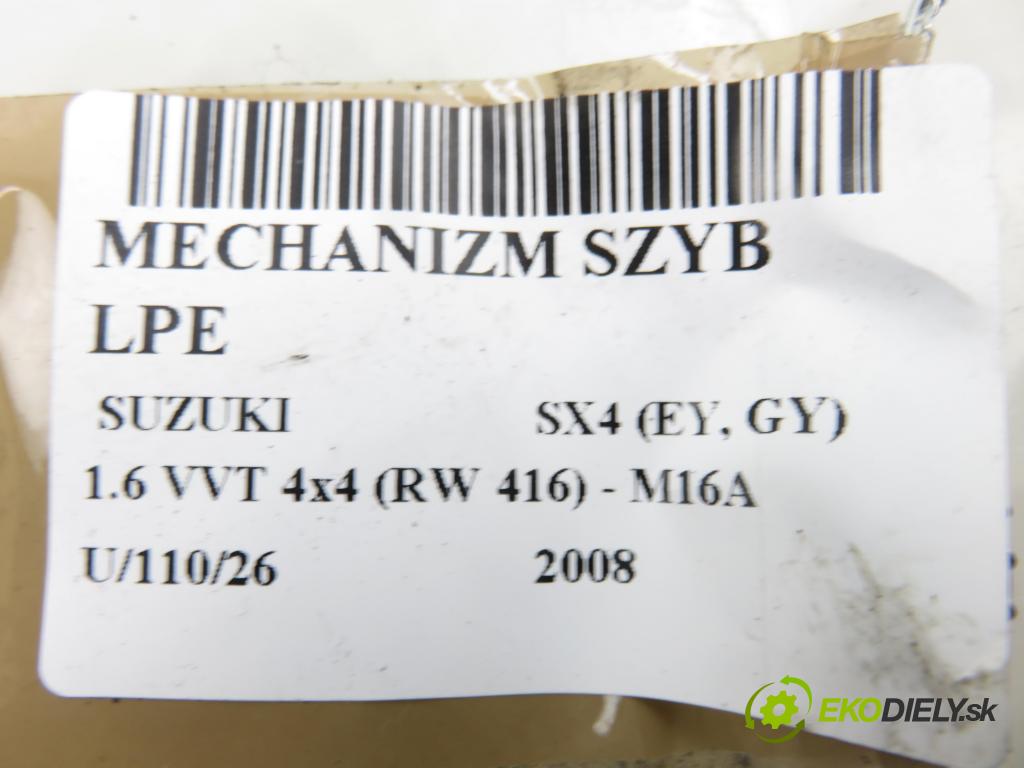 MECHANIZM SZYB
LPE
SUZUKI SX4 (EY, GY)
1.6 VVT 4x4 (RW 416) - M16A
U/110/26 2008
EKODIELY.sk